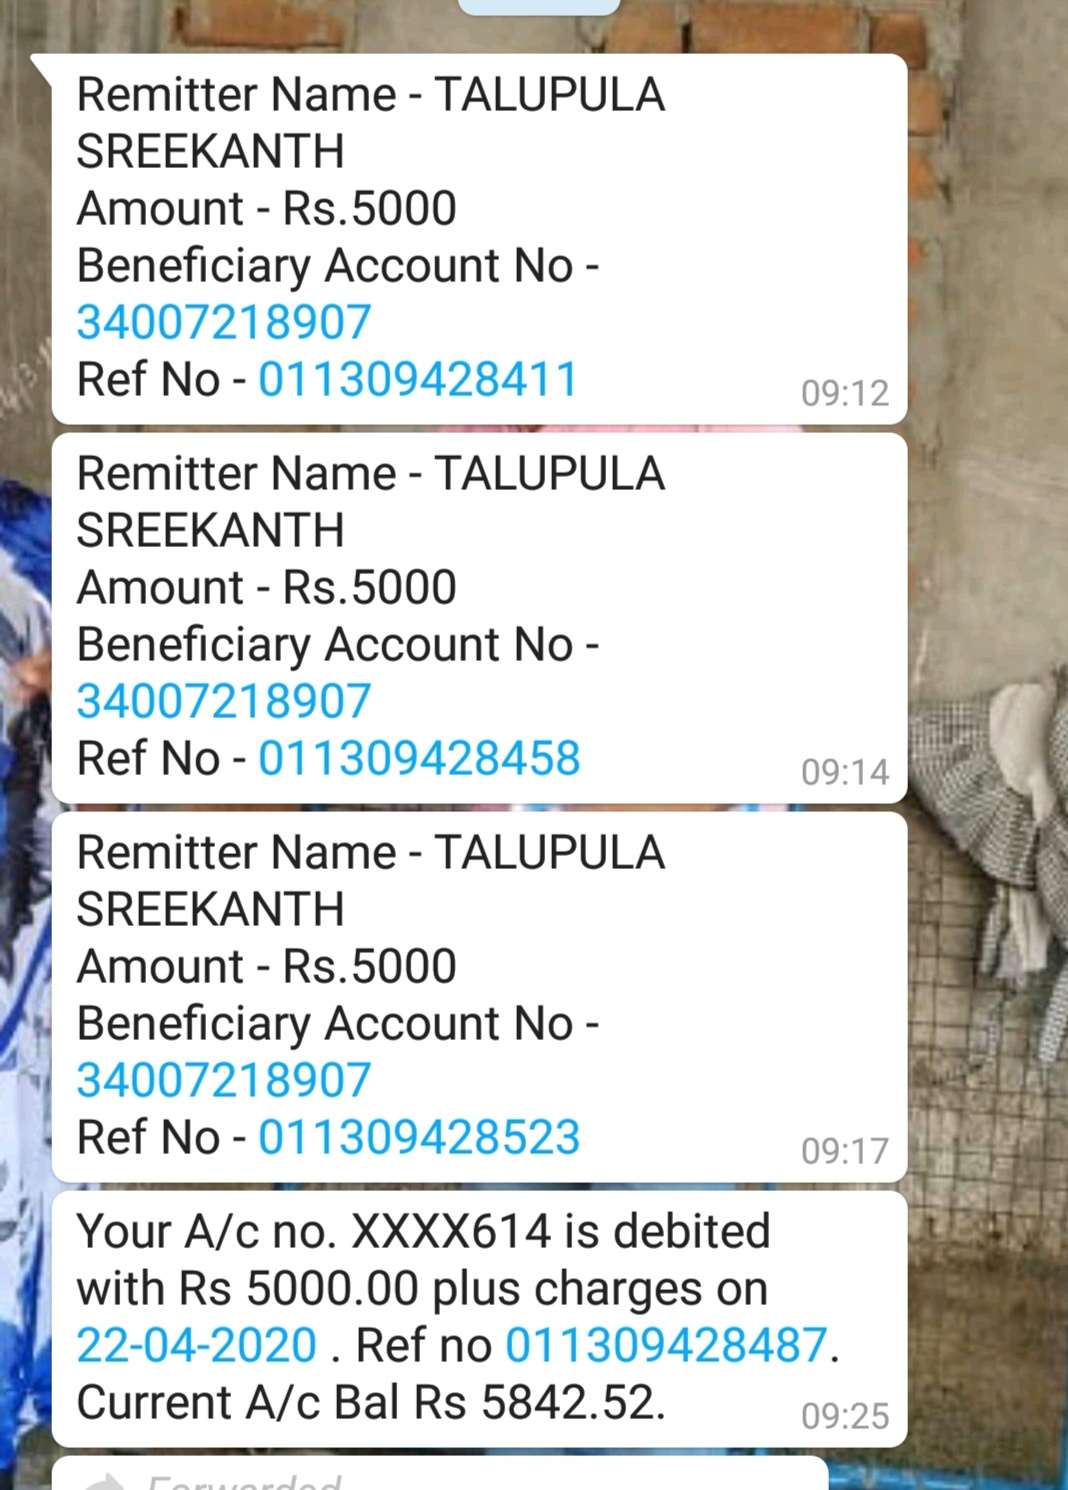 Remitter Name - TALUPULA
SREEKANTH
Amount - Rs.5000
Beneficiary Account No -
34007218907
Ref No - 011309428411
09:12
Remitter Name - TALUPULA
SREEKANTH
Amount - Rs.5000
Beneficiary Account No -
34007218907
Ref No - 011309428458
09:14
Remitter Name - TALUPULA
SREEKANTH
Amount - Rs.5000
Beneficiary Account No -
34007218907
Ref No - 011309428523
09:17
Your A/c no. XXXX614 is debited
with Rs 5000.00 plus charges on
22-04-2020 . Ref no 011309428487.
Current A/c Bal Rs 5842.52.
09:25
Forwarded